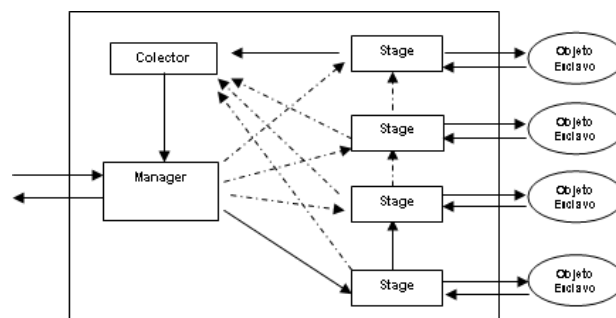 Colector
Stage
Objeto
Esclavo
Stage
Objeto
Esclavo
Manager
Stage
Objeto
Esclavo
Stage
Objeto
Esclavo